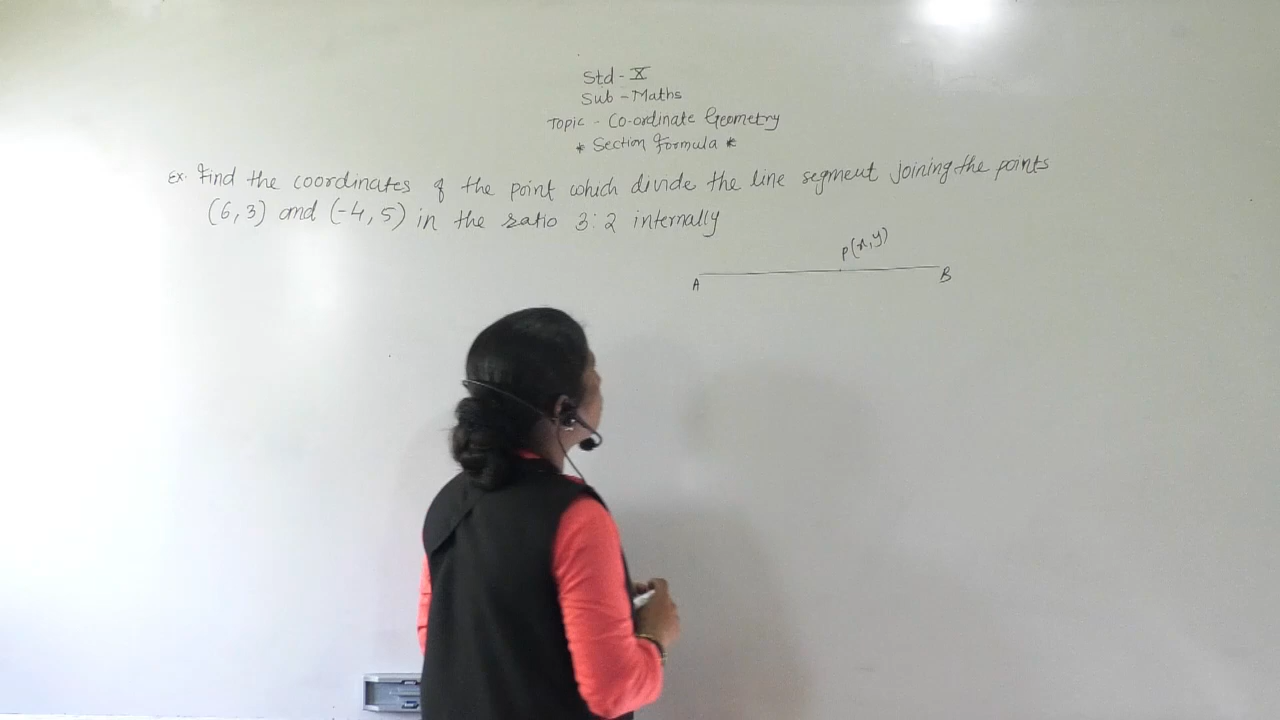 Std - X
Sub - Maths
Topic - Co-ordinate Geometry
* Section Formula *
Ex. Find the coordinates of the point which divide the line segment joining the points
(6,3) and (-4,5) in the ratio 3:2 internally
P(x,y)
A B